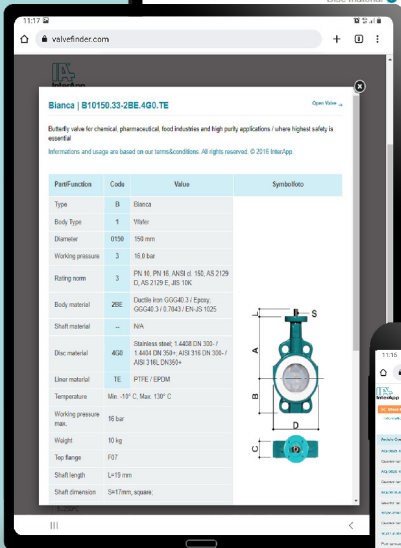 Disc material
11:17
valvefinder.com
InterApp
Bianca | B10150.33-2BE.4G0.TE
Open Valve →
Butterfly valve for chemical, pharmaceutical, food industries and high purity applications / where highest safety is
essential
Informations and usage are based on our terms&conditions. All rights reserved. © 2016 InterApp
Part/Function Code Value Symbolfoto
Type B Bianca
Body Type 1 Wafer
Diameter 0150 150 mm
Working pressure 3 16.0 bar
Rating norm 3 PN 10, PN 16, ANSI cl. 150, AS 2129
D, AS 2129 E, JIS 10K
Body material 2BE Ductile iron GGG40.3 / Epoxy;
GGG40.3 / 0.7043 / EN-JS 1025
Shaft material -- N/A
Disc material 4G0 Stainless steel; 1.4408 DN 300- /
1.4404 DN 350+; AISI 316 DN 300- /
AISI 316L DN350+
Liner material TE PTFE / EPDM
Temperature Min. -10° C, Max. 130° C
Working pressure
max. 16 bar
Weight 10 kg
Top flange F07
Shaft length L=19 mm
Shaft dimension S=17mm, square;
L
S
A
B
D
C
11:16
InterApp